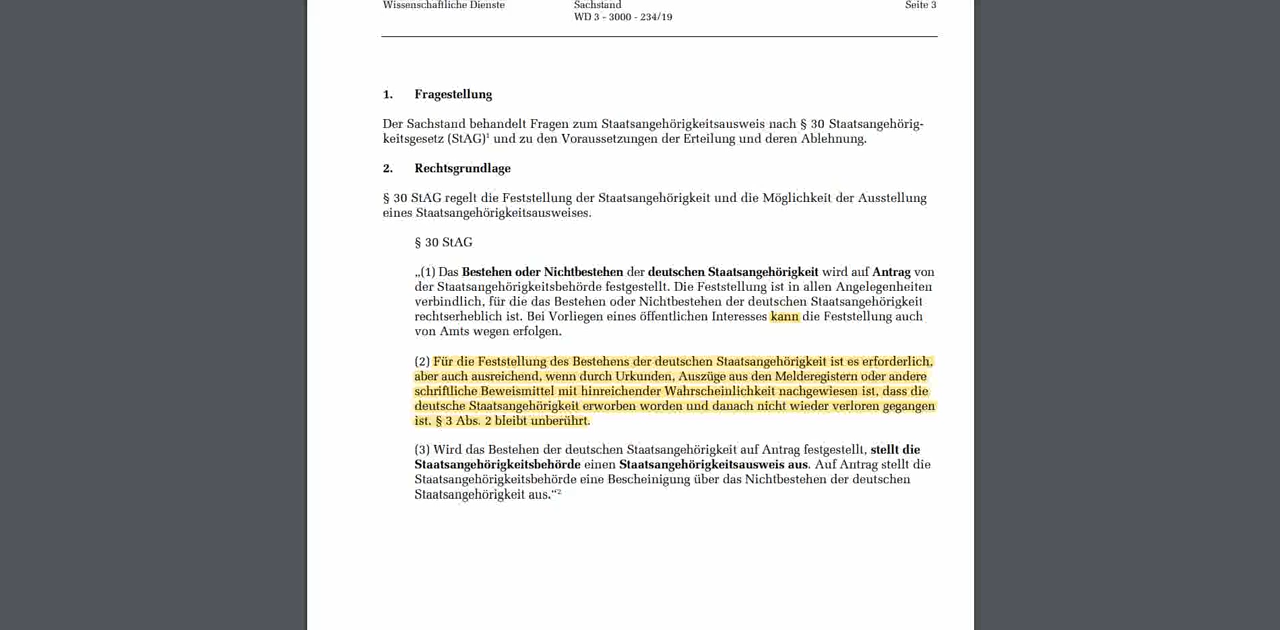 Wissenschaftliche Dienste
Sachstand
WD 3 - 3000 - 234/19
Seite 3
1. Fragestellung
Der Sachstand behandelt Fragen zum Staatsangehörigkeitsausweis nach § 30 Staatsangehörig-
keitsgesetz (StAG)¹ und zu den Voraussetzungen der Erteilung und deren Ablehnung.
2. Rechtsgrundlage
§ 30 StAG regelt die Feststellung der Staatsangehörigkeit und die Möglichkeit der Ausstellung
eines Staatsangehörigkeitsausweises.
§ 30 StAG
„(1) Das Bestehen oder Nichtbestehen der deutschen Staatsangehörigkeit wird auf Antrag von
der Staatsangehörigkeitsbehörde festgestellt. Die Feststellung ist in allen Angelegenheiten
verbindlich, für die das Bestehen oder Nichtbestehen der deutschen Staatsangehörigkeit
rechtserheblich ist. Bei Vorliegen eines öffentlichen Interesses kann die Feststellung auch
von Amts wegen erfolgen.
(2) Für die Feststellung des Bestehens der deutschen Staatsangehörigkeit ist es erforderlich,
aber auch ausreichend, wenn durch Urkunden, Auszüge aus den Melderegistern oder andere
schriftliche Beweismittel mit hinreichender Wahrscheinlichkeit nachgewiesen ist, dass die
deutsche Staatsangehörigkeit erworben worden und danach nicht wieder verloren gegangen
ist. § 3 Abs. 2 bleibt unberührt.
(3) Wird das Bestehen der deutschen Staatsangehörigkeit auf Antrag festgestellt, stellt die
Staatsangehörigkeitsbehörde einen Staatsangehörigkeitsausweis aus. Auf Antrag stellt die
Staatsangehörigkeitsbehörde eine Bescheinigung über das Nichtbestehen der deutschen
Staatsangehörigkeit aus.“²